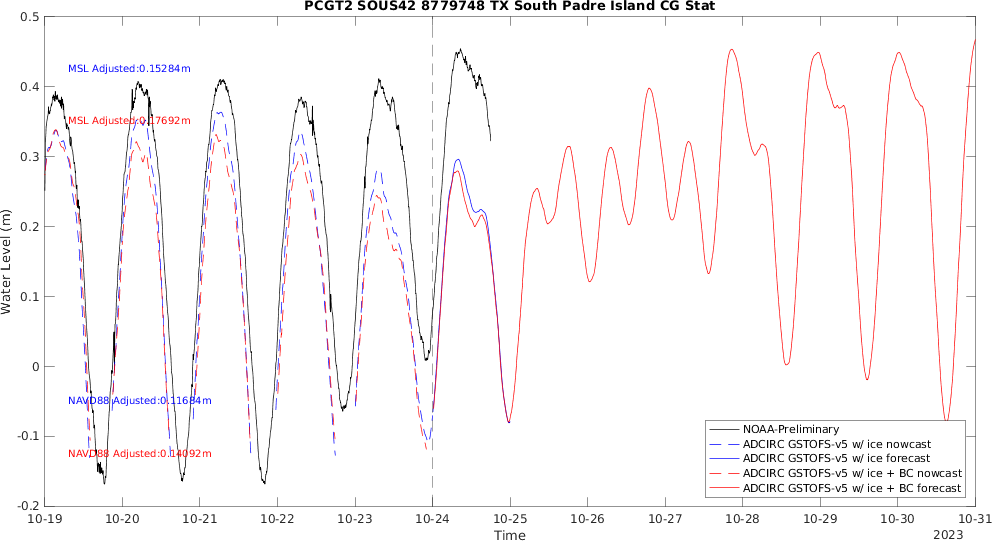 PCGT2 SOUS42 8779748 TX South Padre Island CG Stat
0.5
0.4
0.3
0.2
0.1
0
-0.1
-0.2
Water Level (m)
MSL Adjusted:0.15284m
MSL Adjusted:0.17692m
NAVD88 Adjusted:0.11684m
NAVD88 Adjusted:0.14092m
NOAA-Preliminary
ADCIRC GSTOFS-v5 w/ ice nowcast
ADCIRC GSTOFS-v5 w/ ice forecast
ADCIRC GSTOFS-v5 w/ ice + BC nowcast
ADCIRC GSTOFS-v5 w/ ice + BC forecast
10-19 10-20 10-21 10-22 10-23 10-24 10-25 10-26 10-27 10-28 10-29 10-30 10-31
Time
2023